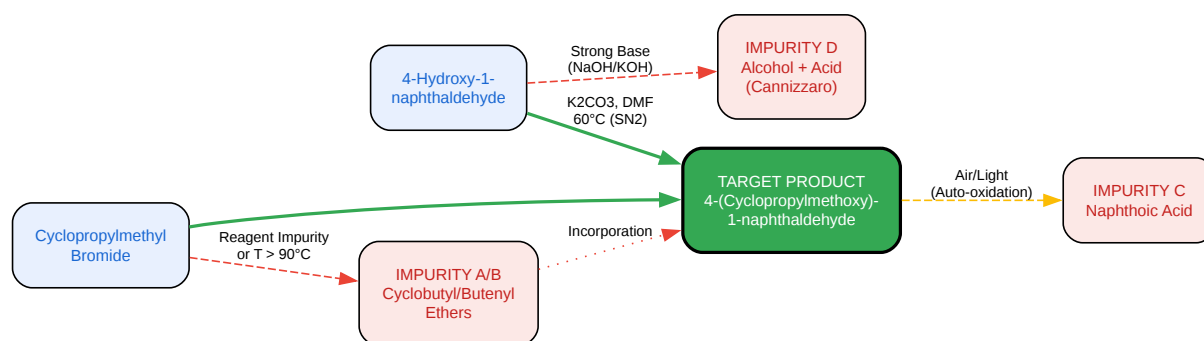 4-Hydroxy-1-
naphthaldehyde
Strong Base
(NaOH/KOH)
IMPURITY D
Alcohol + Acid
(Cannizzaro)
K2CO3, DMF
60°C (SN2)
TARGET PRODUCT
4-(Cyclopropylmethoxy)-
1-naphthaldehyde
Air/Light
(Auto-oxidation)
IMPURITY C
Naphthoic Acid
Cyclopropylmethyl
Bromide
Reagent Impurity
or T > 90°C
IMPURITY A/B
Cyclobutyl/Butenyl
Ethers
Incorporation